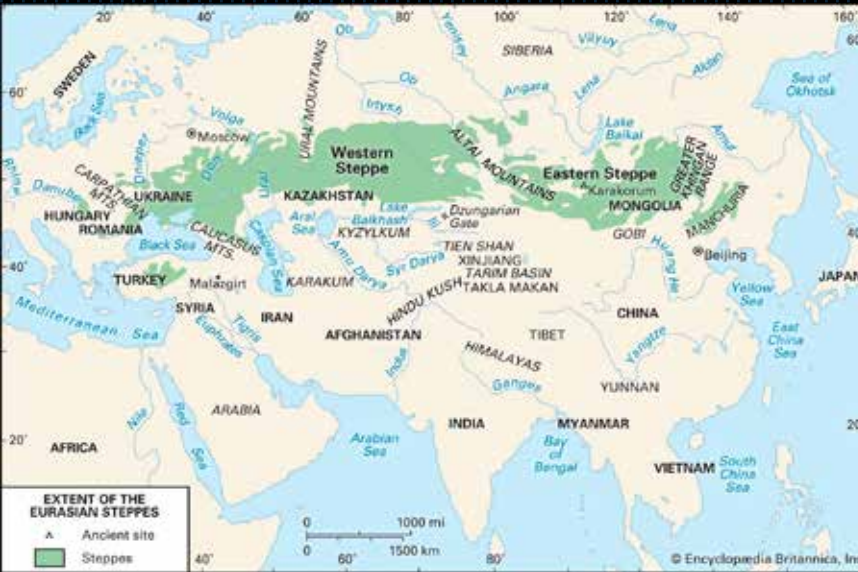 20°
40°
60°
80°
100°
120°
140°
160°
60°
60
SWEDEN
Ob
Yenisey
SIBERIA
Vilyuy
Lena
Aldan
Sea of
Okhotsk
URAL MOUNTAINS
Ob
Irtysh
Angara
Lena
Lake
Baikal
Amur
Volga
Moscow
Dnieper
Don
Ural
Western
Steppe
ALTAI MOUNTAINS
Eastern Steppe
Karakorum
MONGOLIA
GREATER
KHINGAN
RANGE
MANCHURIA
Rhine
Danube
CARPATHIAN
MTS.
UKRAINE
KAZAKHSTAN
HUNGARY
ROMANIA
CAUCASUS
MTS.
Black Sea
Caspian Sea
Aral
Sea
Lake
Balkhash
KYZYLKUM
Ili
Dzungarian
Gate
GOBI
Huang He
Beijing
40°
TURKEY
Malazgirt
KARAKUM
Amu Darya
Syr Darya
TIEN SHAN
XINJIANG
TARIM BASIN
TAKLA MAKAN
JAPAN
Yellow
Sea
Mediterranean Sea
SYRIA
Euphrates
Tigris
IRAN
AFGHANISTAN
HINDU KUSH
CHINA
East
China
Sea
Indus
HIMALAYAS
TIBET
Yangtze
Ganges
YUNNAN
Nile
Red
Sea
ARABIA
Arabian
Sea
INDIA
MYANMAR
Bay
of
Bengal
VIETNAM
South
China
Sea
20°
20
AFRICA
EXTENT OF THE
EURASIAN STEPPES
Ancient site
Steppes
0 1000 mi
0 1500 km
40°
60°
80°
© Encyclopædia Britannica, In